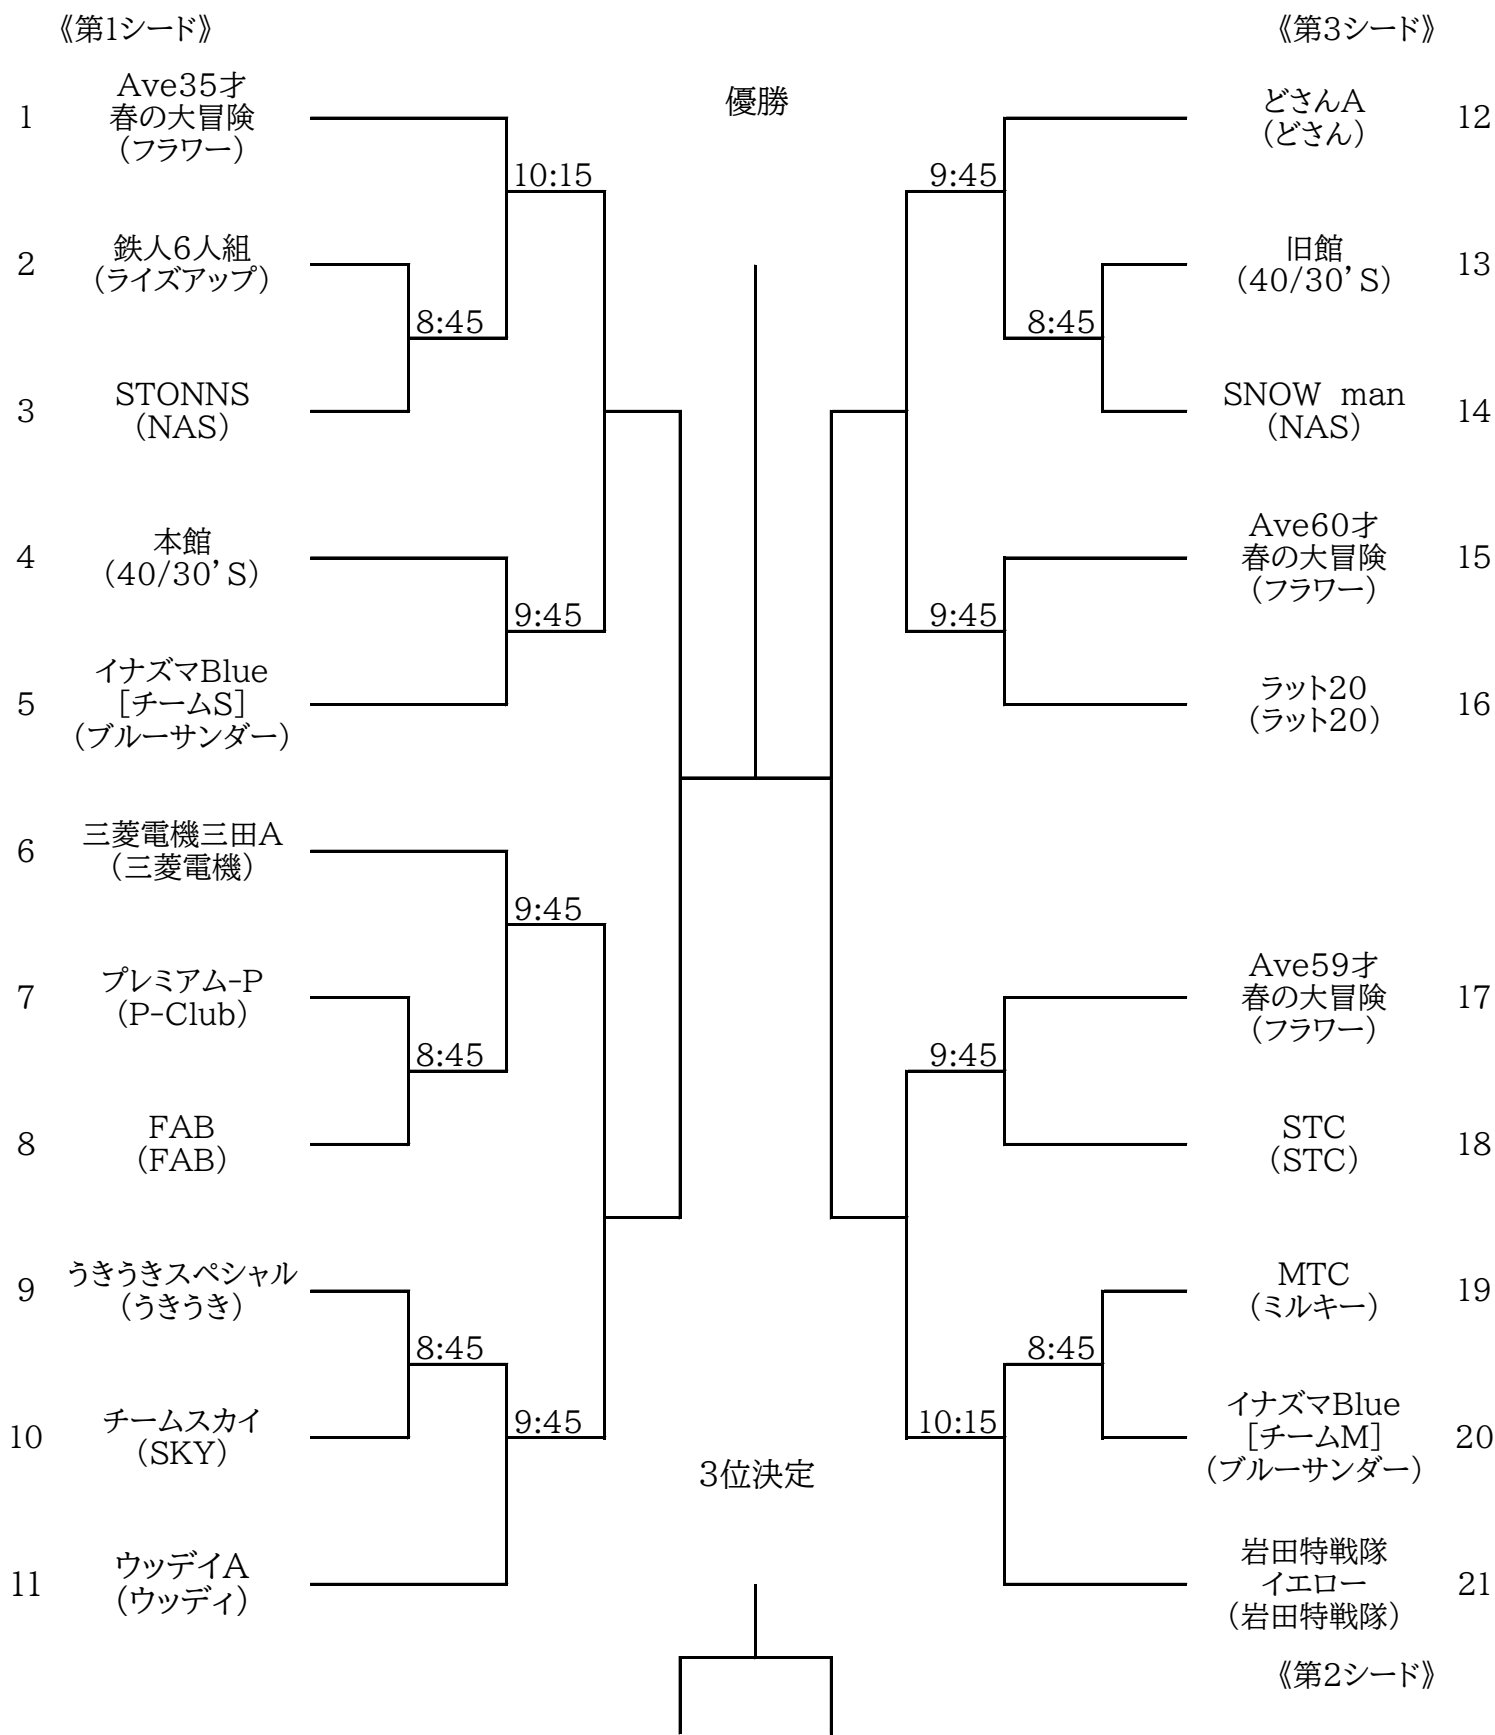 《第1シード》
1
Ave35才
春の大冒険
(フラワー)
10:15
2
鉄人6人組
(ライズアップ)
8:45
3
STONNS
(NAS)
4
本館
(40/30’S)
9:45
5
イナズマBlue
[チームS]
(ブルーサンダー)
6
三菱電機三田A
(三菱電機)
9:45
7
プレミアム-P
(P-Club)
8:45
8
FAB
(FAB)
9
うきうきスペシャル
(うきうき)
8:45
10
チームスカイ
(SKY)
9:45
11
ウッデイA
(ウッディ)
優勝
3位決定
《第3シード》
どさんA
(どさん)
12
9:45
旧館
(40/30’S)
13
8:45
SNOW man
(NAS)
14
Ave60才
春の大冒険
(フラワー)
15
9:45
ラット20
(ラット20)
16
Ave59才
春の大冒険
(フラワー)
17
9:45
STC
(STC)
18
MTC
(ミルキー)
19
8:45
イナズマBlue
[チームM]
(ブルーサンダー)
20
10:15
岩田特戦隊
イエロー
(岩田特戦隊)
21
《第2シード》